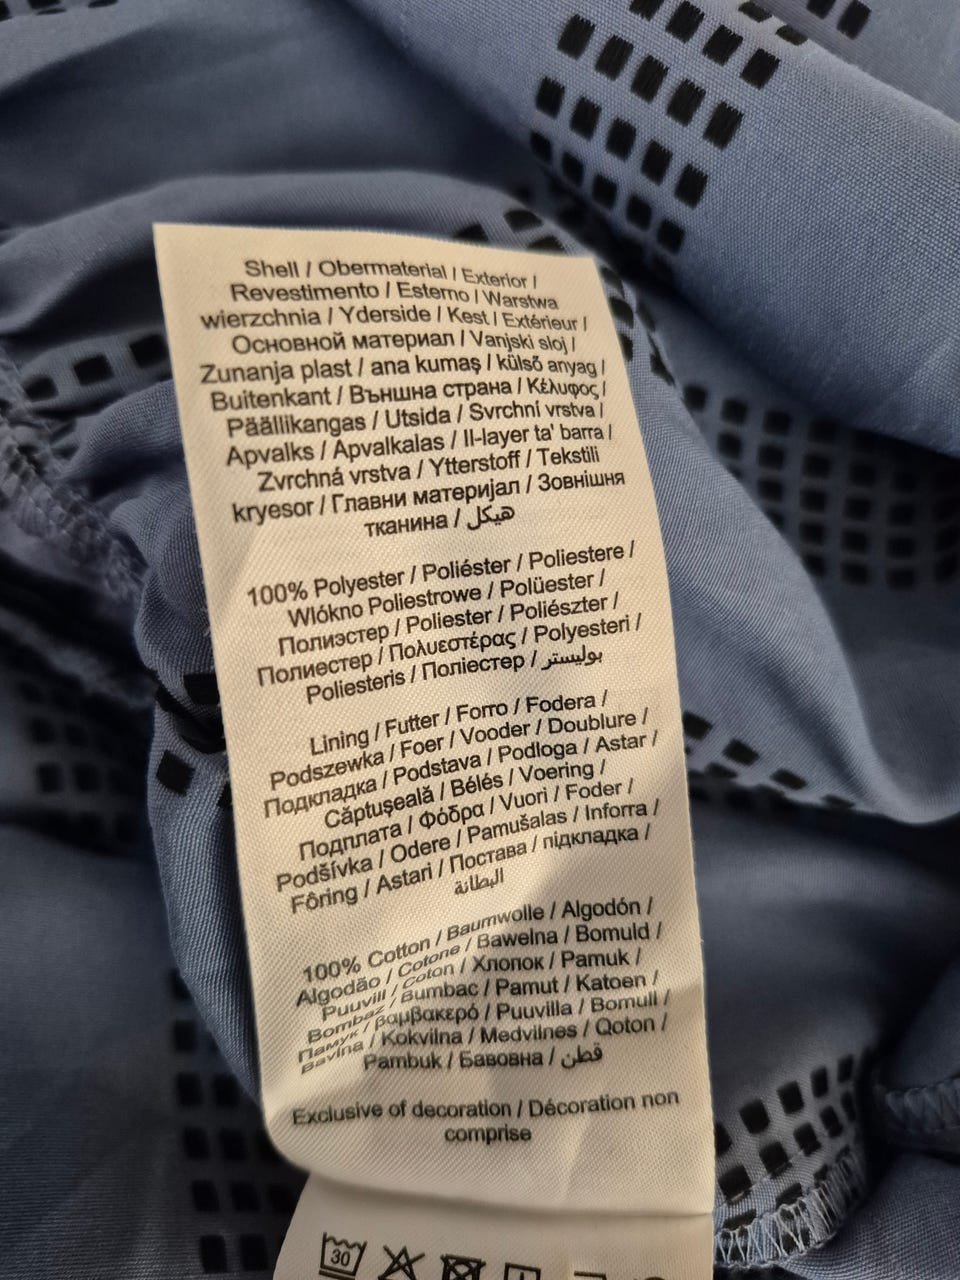 Shell / Obermaterial / Exterior /
Revestimento / Esterno / Warstwa
wierzchnia / Yderside / Kest / Extérieur /
Основной материал / Vanjski sloj /
Zunanja plast / ana kumaş / külső anyag /
Buitenkant / Външна страна / Κέλυφος /
Päällikangas / Utsida / Svrchní vrstva /
Apvalks / Apvalkalas / Il-layer ta' barra /
Zvrchná vrstva / Ytterstoff / Tekstili
kryesor / Главни материјал / Зовнішня
тканина / هيكل
100% Polyester / Poliéster / Poliestere /
Wlókno Poliestrowe / Polüester /
Полиэстер / Poliester / Poliészter /
Полиестер / Πολυεστέρας / Polyesteri /
Poliesteris / Поліестер / بوليستر
Lining / Futter / Forro / Fodera /
Podszewka / Foer / Vooder / Doublure /
Подкладка / Podstava / Podloga / Astar /
Căptușeală / Bélés / Voering /
Подплата / Φόδρα / Vuori / Foder /
Podšívka / Odere / Pamušalas / Inforra /
Fôring / Astari / Постава / підкладка /
البطانة
100% Cotton / Baumwolle / Algodón /
Algodão / Cotone / Bawelna / Bomuld /
Puuvill / Coton / Хлопок / Pamuk /
Bombaz / Bumbac / Pamut / Katoen /
Памук / βαμβακερό / Puuvilla / Bomull /
Bavlna / Kokvilna / Medvilnes / Qoton /
Pambuk / Бавовна / قطن
Exclusive of decoration / Décoration non
comprise
30